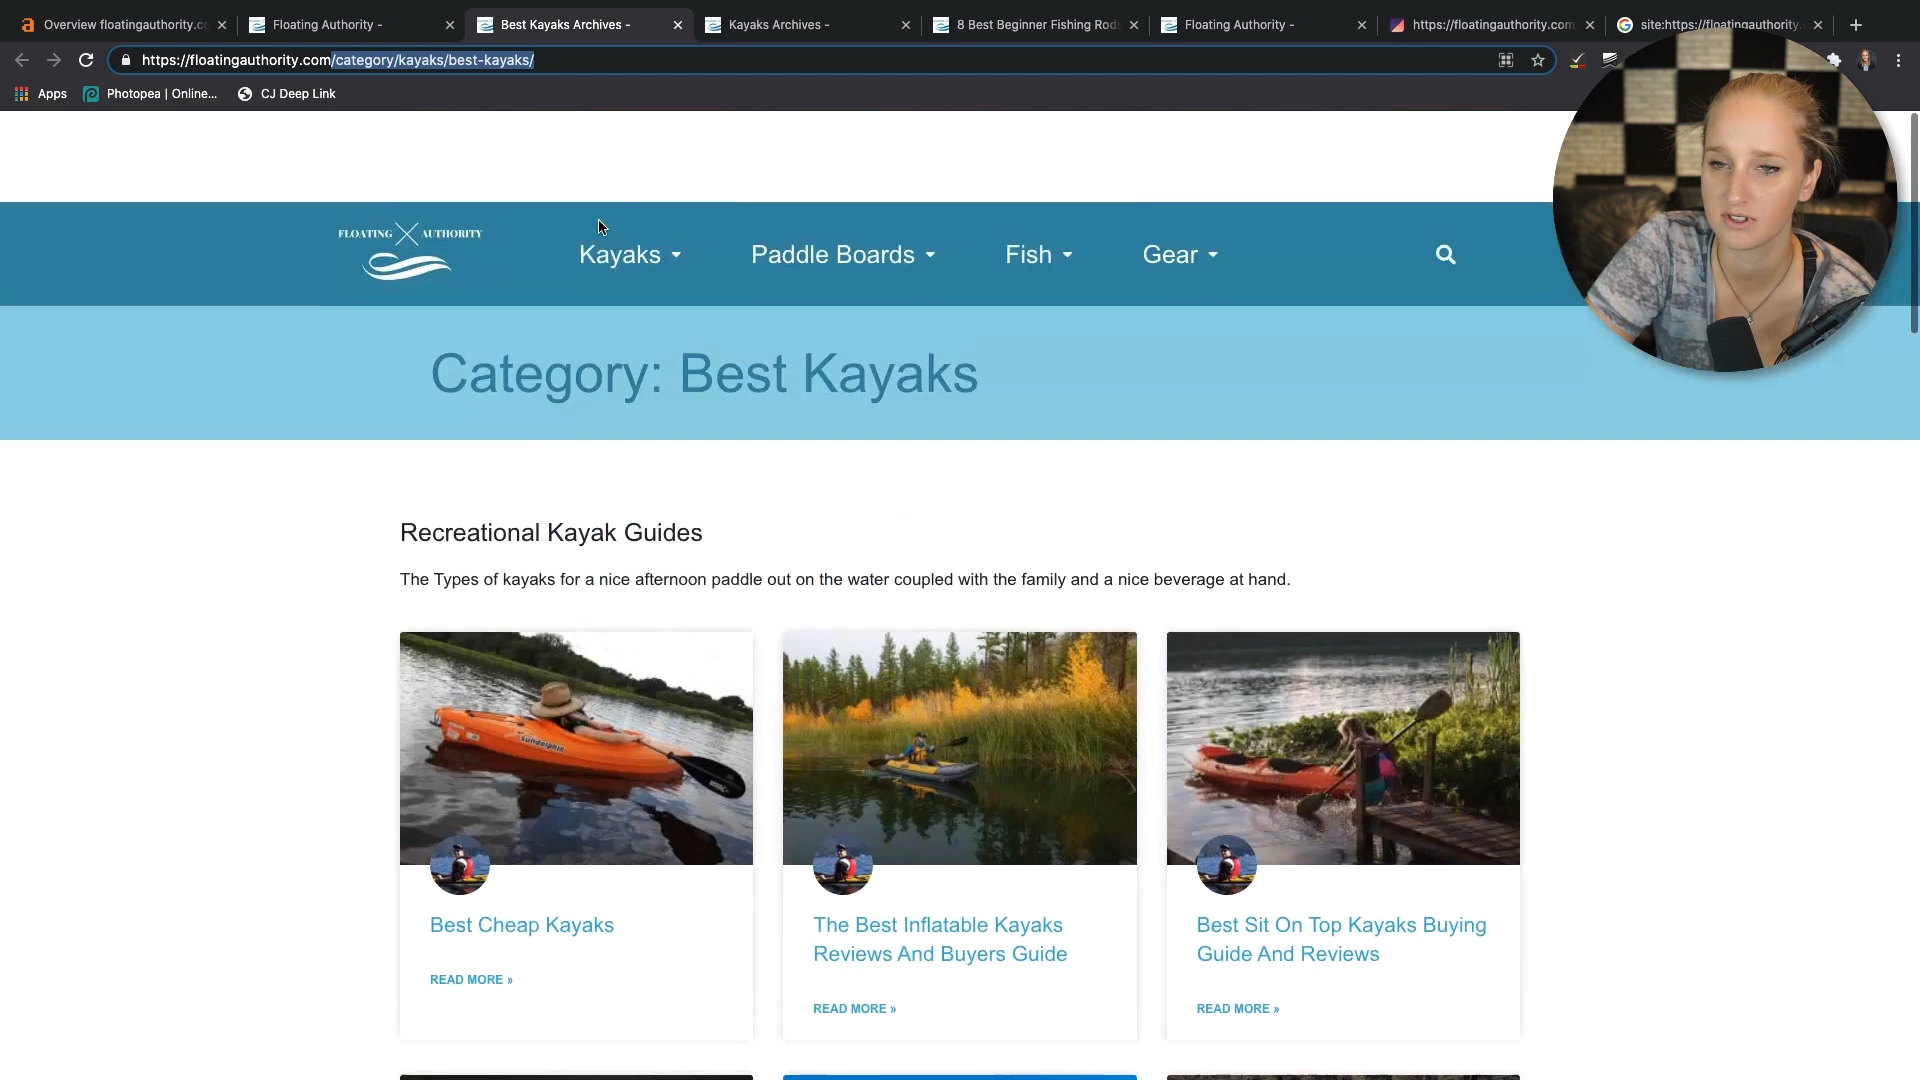 Overview floatingauthority.co
Floating Authority -
Best Kayaks Archives -
Kayaks Archives -
8 Best Beginner Fishing Rods
Floating Authority -
https://floatingauthority.com
site:https://floatingauthority.
https://floatingauthority.com/category/kayaks/best-kayaks/
Apps
Photopea | Online...
CJ Deep Link
FLOATING AUTHORITY
Kayaks
Paddle Boards
Fish
Gear
Category: Best Kayaks
Recreational Kayak Guides
The Types of kayaks for a nice afternoon paddle out on the water coupled with the family and a nice beverage at hand.
Sundolphin
Best Cheap Kayaks
READ MORE »
The Best Inflatable Kayaks
Reviews And Buyers Guide
READ MORE »
Best Sit On Top Kayaks Buying
Guide And Reviews
READ MORE »